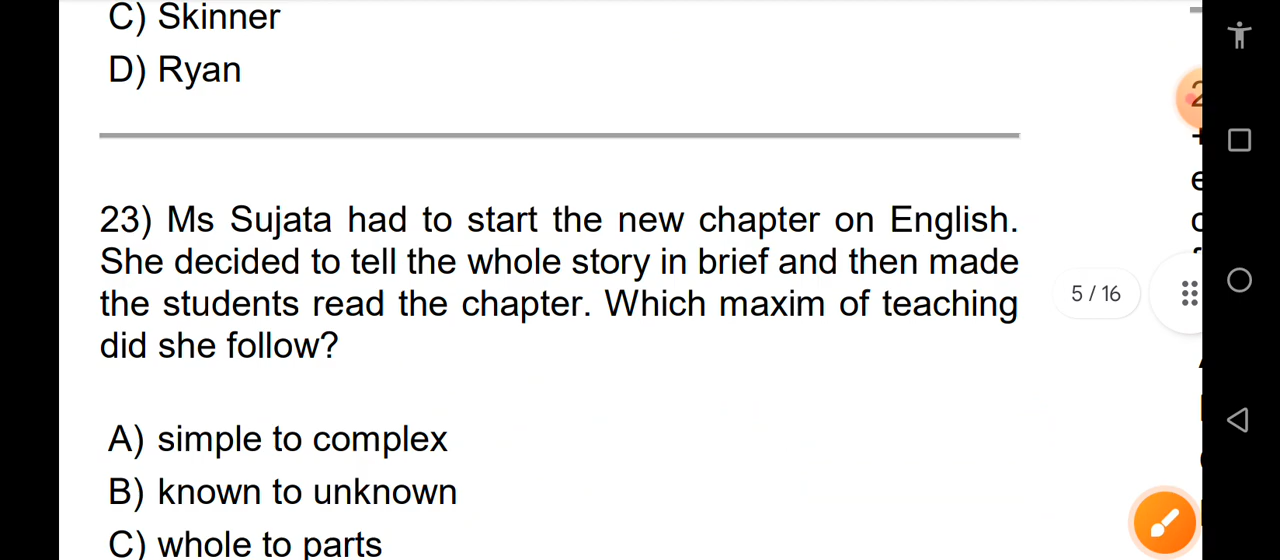 C) Skinner
D) Ryan
23) Ms Sujata had to start the new chapter on English.
She decided to tell the whole story in brief and then made
the students read the chapter. Which maxim of teaching
did she follow?
5 / 16
A) simple to complex
B) known to unknown
C) whole to parts